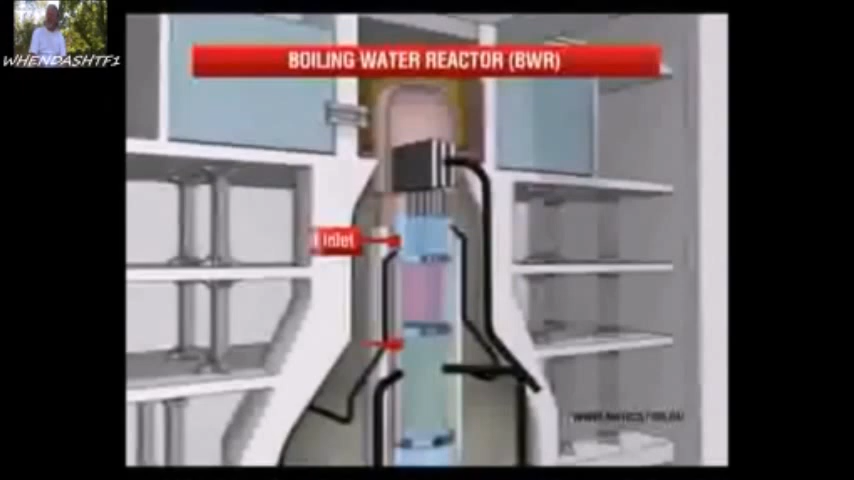 WHENDASHTF1
BOILING WATER REACTOR (BWR)
inlet